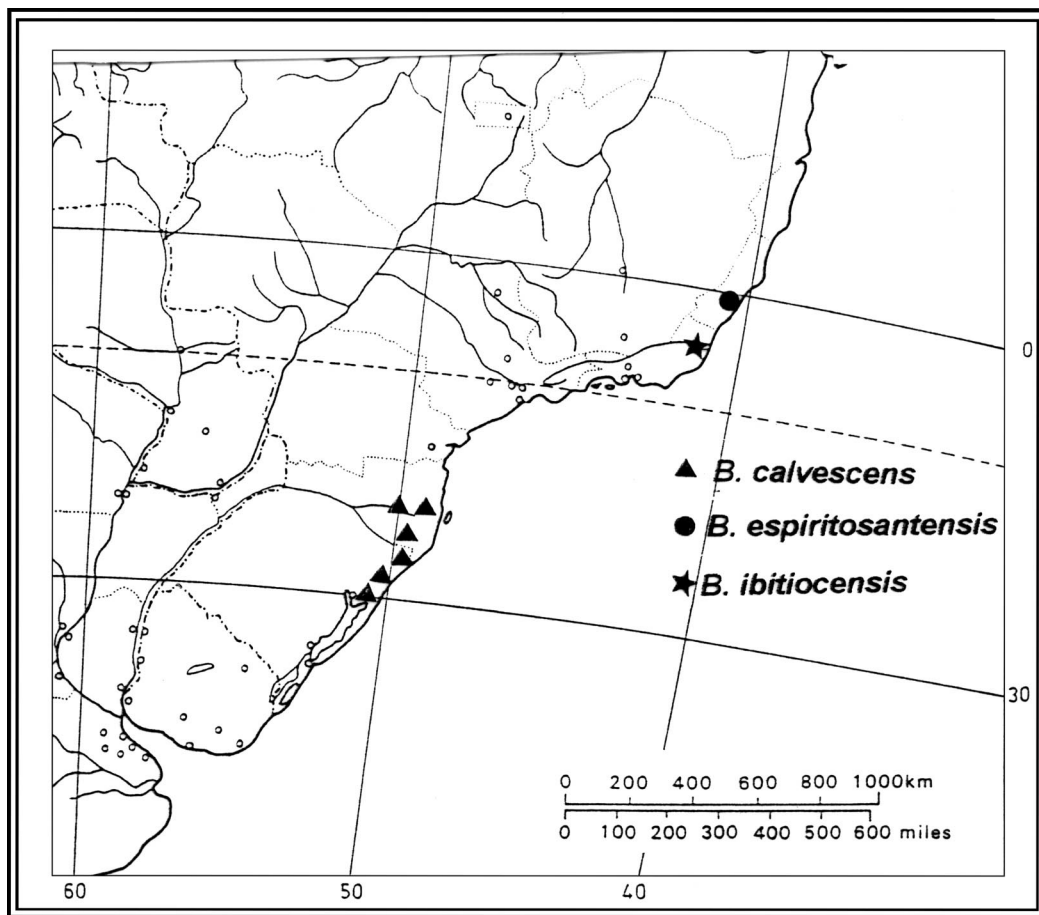 0
B. calvescens
B. espiritosantensis
B. ibitiocensis
30
0 200 400 600 800 1000km
0 100 200 300 400 500 600 miles
60 50 40